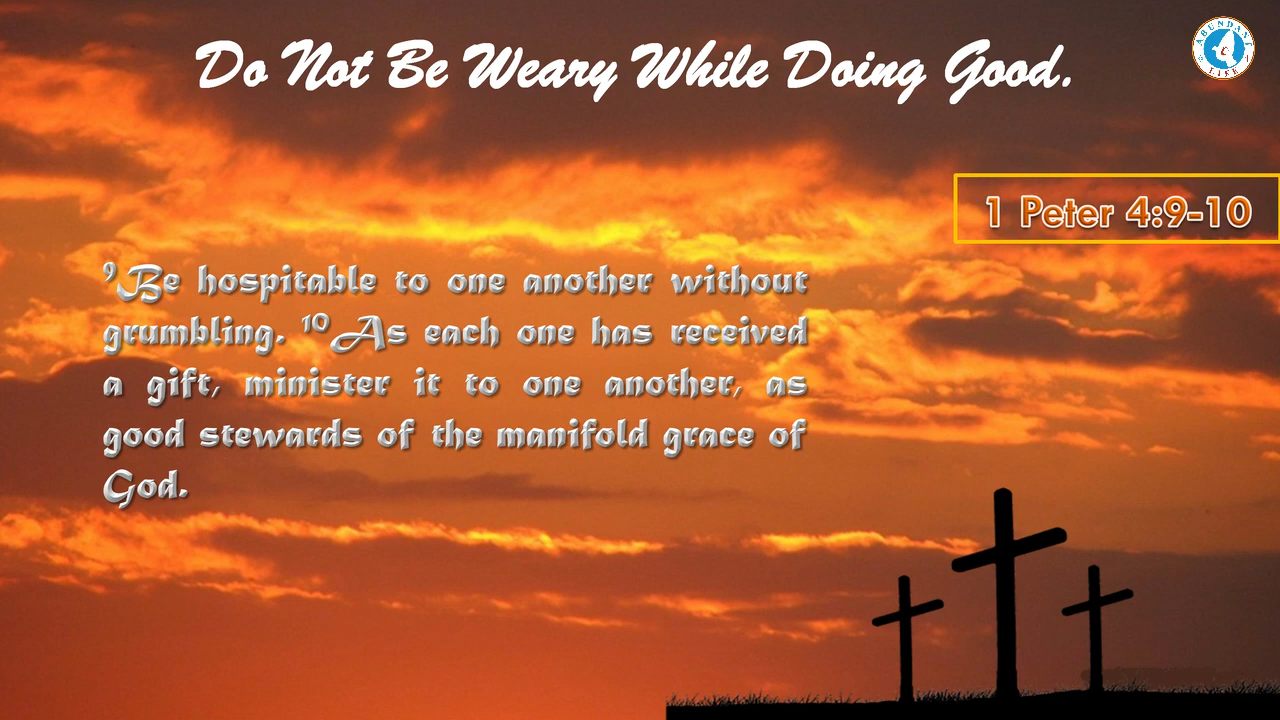 Do Not Be Weary While Doing Good.
ABUNDANT
LIFE
1 Peter 4:9-10
⁹Be hospitable to one another without
grumbling. ¹⁰As each one has received
a gift, minister it to one another, as
good stewards of the manifold grace of
God.